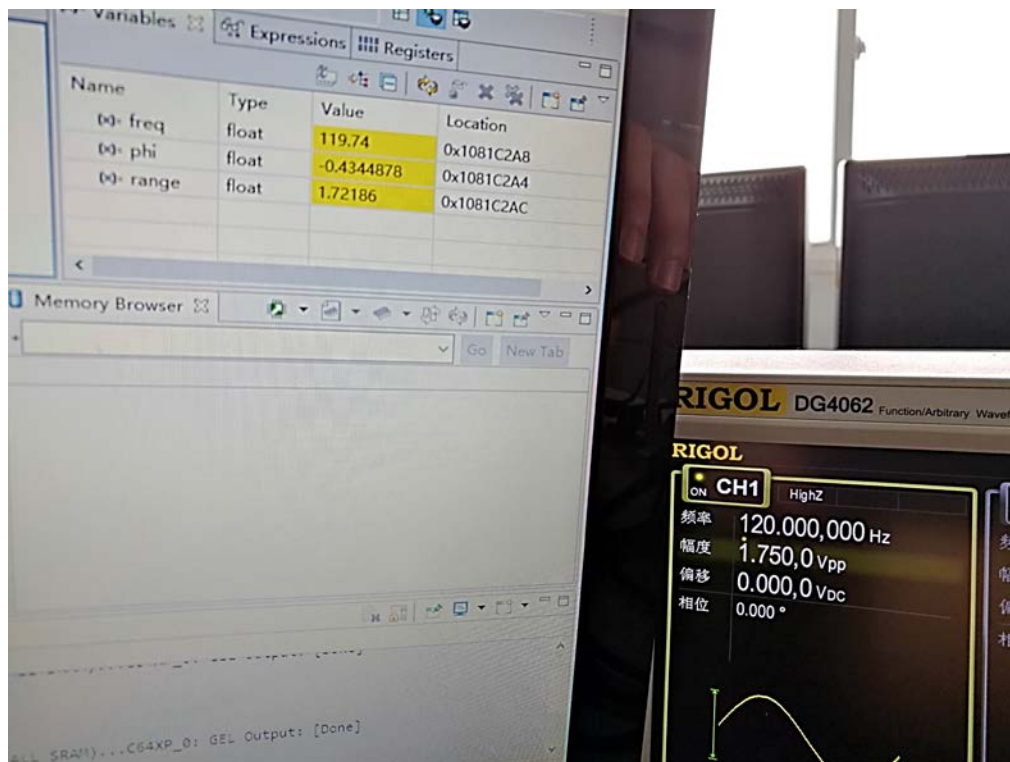 Variables
Expressions
Registers
Name Type Value Location
(x)= freq float 119.74 0x1081C2A8
(x)= phi float -0.4344878 0x1081C2A4
(x)= range float 1.72186 0x1081C2AC
Memory Browser
Go New Tab
SRAM)...C64XP_0: GEL Output: [Done]
RIGOL DG4062 Function/Arbitrary
RIGOL
ON CH1 HighZ
频率 120.000,000 Hz
幅度 1.750,0 Vpp
偏移 0.000,0 VDC
相位 0.000 °